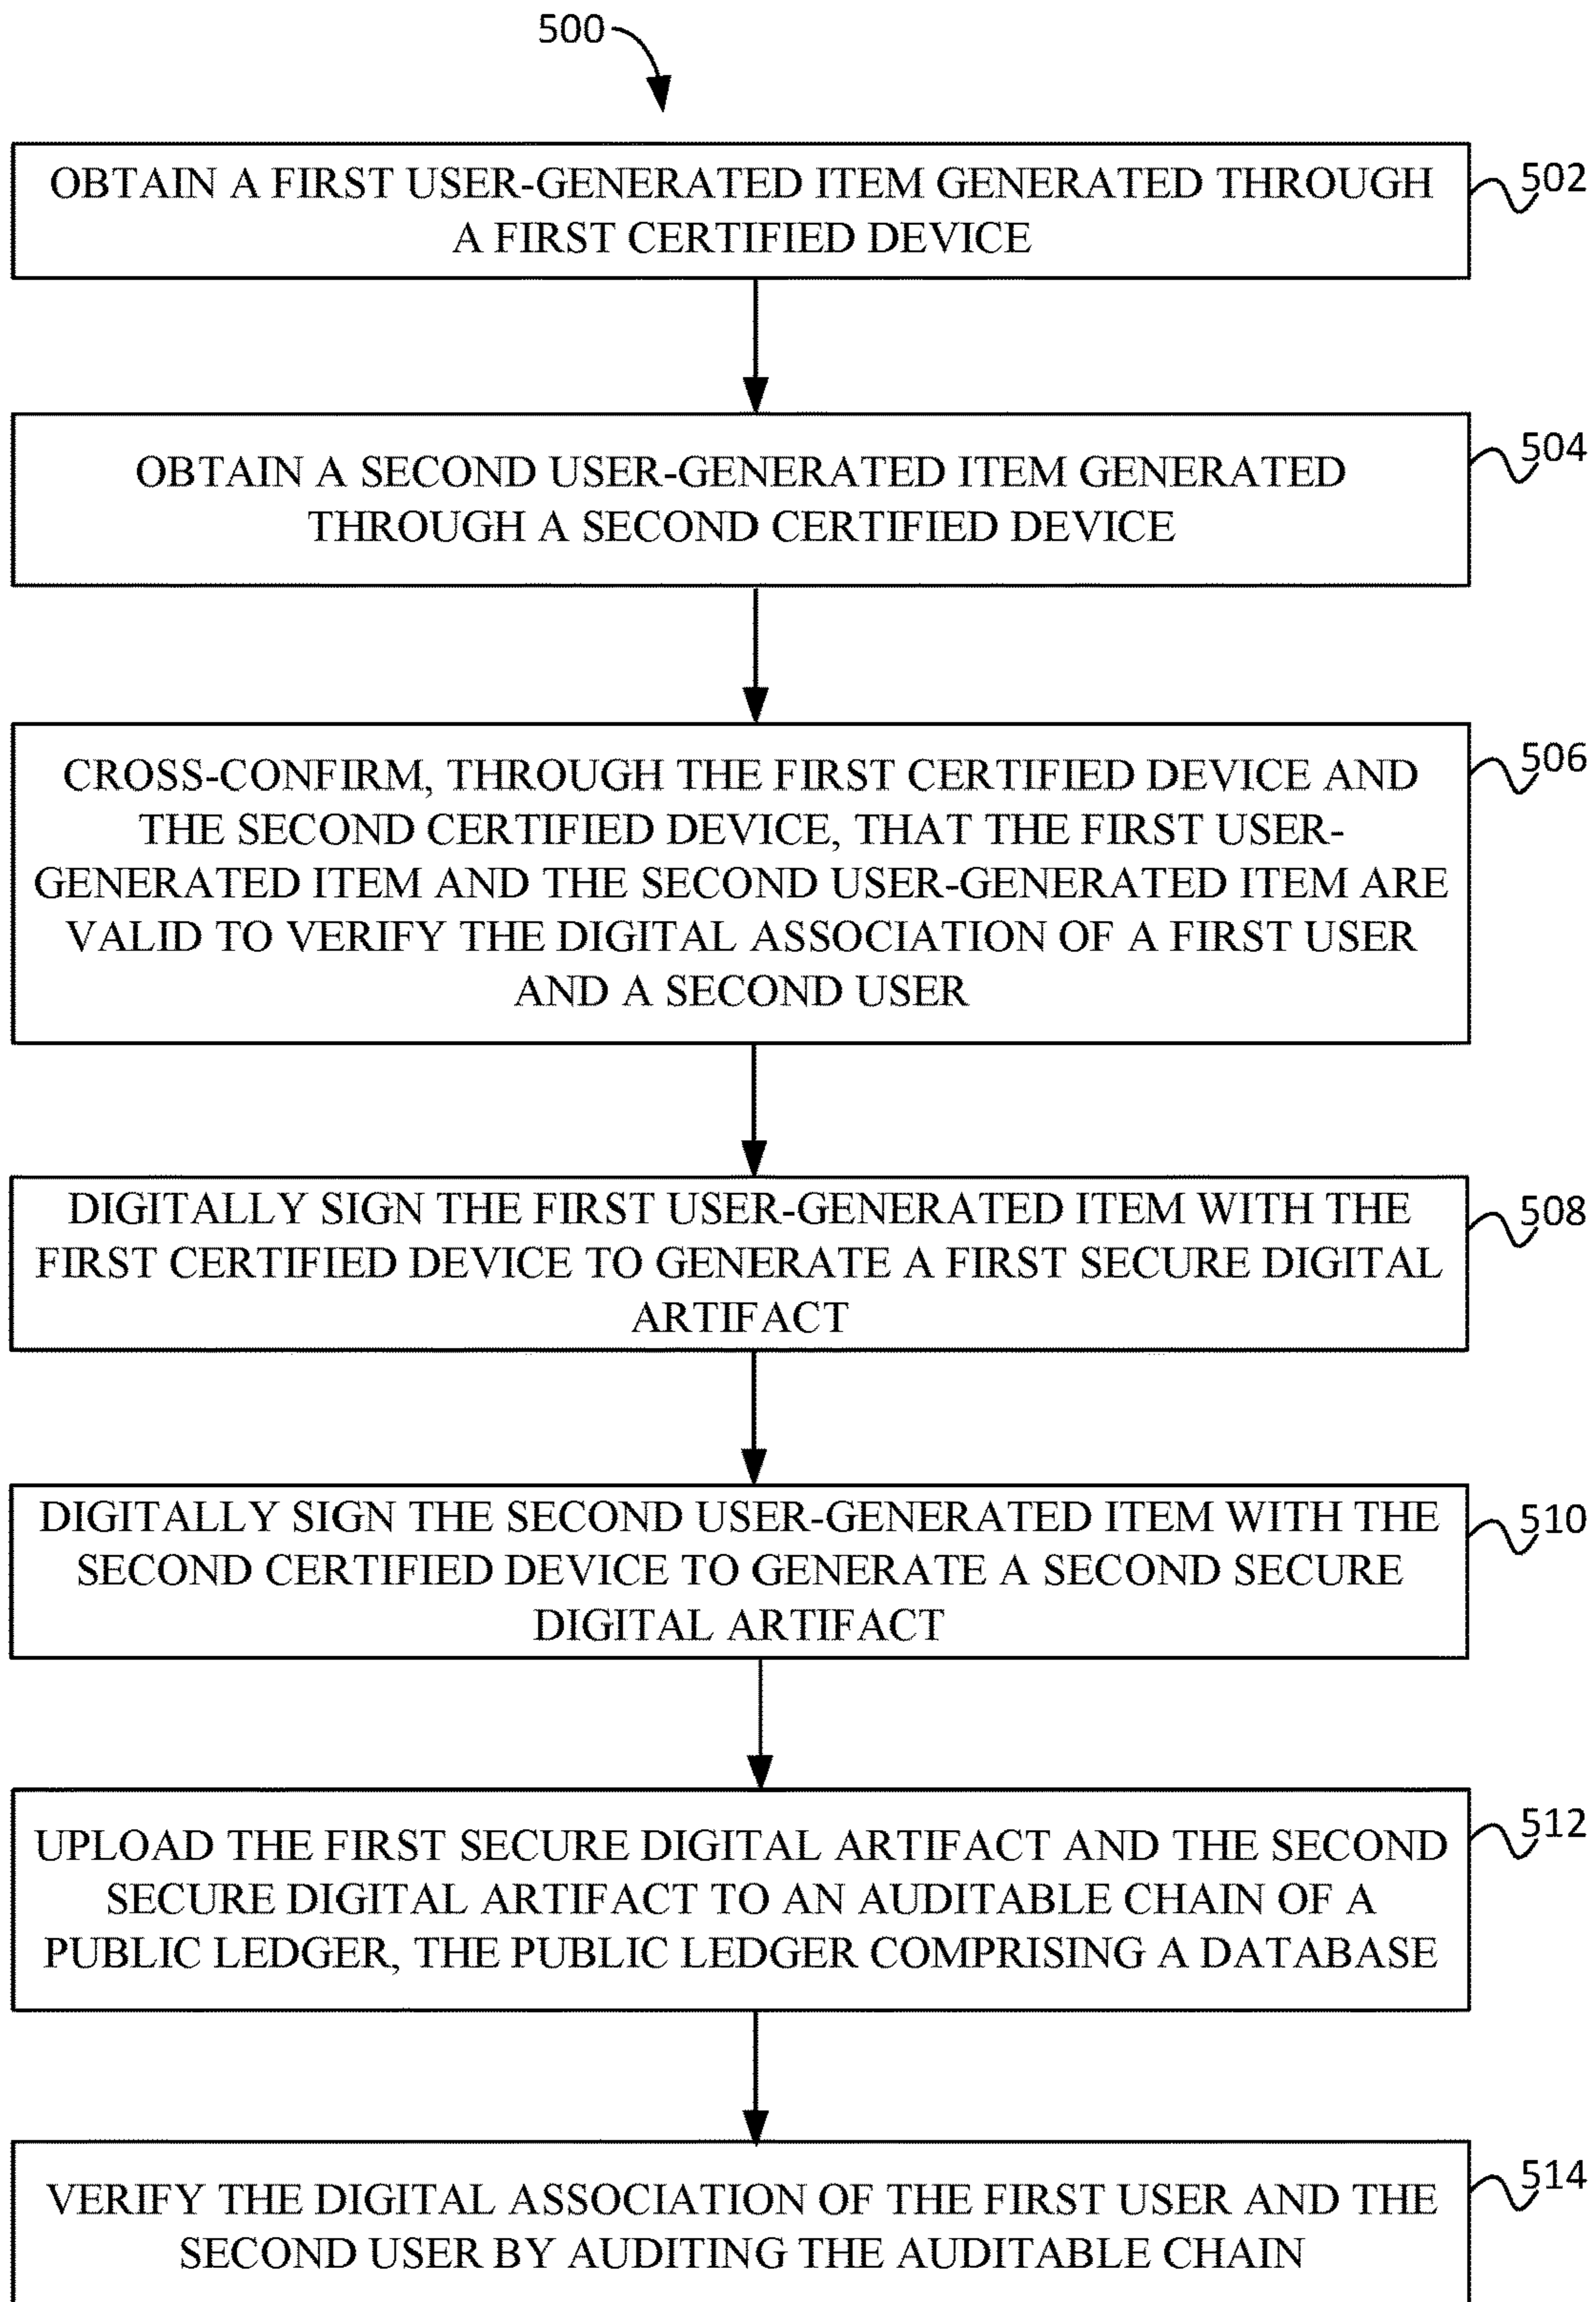 500
OBTAIN A FIRST USER-GENERATED ITEM GENERATED THROUGH
A FIRST CERTIFIED DEVICE
502
OBTAIN A SECOND USER-GENERATED ITEM GENERATED
THROUGH A SECOND CERTIFIED DEVICE
504
CROSS-CONFIRM, THROUGH THE FIRST CERTIFIED DEVICE AND
THE SECOND CERTIFIED DEVICE, THAT THE FIRST USER-
GENERATED ITEM AND THE SECOND USER-GENERATED ITEM ARE
VALID TO VERIFY THE DIGITAL ASSOCIATION OF A FIRST USER
AND A SECOND USER
506
DIGITALLY SIGN THE FIRST USER-GENERATED ITEM WITH THE
FIRST CERTIFIED DEVICE TO GENERATE A FIRST SECURE DIGITAL
ARTIFACT
508
DIGITALLY SIGN THE SECOND USER-GENERATED ITEM WITH THE
SECOND CERTIFIED DEVICE TO GENERATE A SECOND SECURE
DIGITAL ARTIFACT
510
UPLOAD THE FIRST SECURE DIGITAL ARTIFACT AND THE SECOND
SECURE DIGITAL ARTIFACT TO AN AUDITABLE CHAIN OF A
PUBLIC LEDGER, THE PUBLIC LEDGER COMPRISING A DATABASE
512
VERIFY THE DIGITAL ASSOCIATION OF THE FIRST USER AND THE
SECOND USER BY AUDITING THE AUDITABLE CHAIN
514